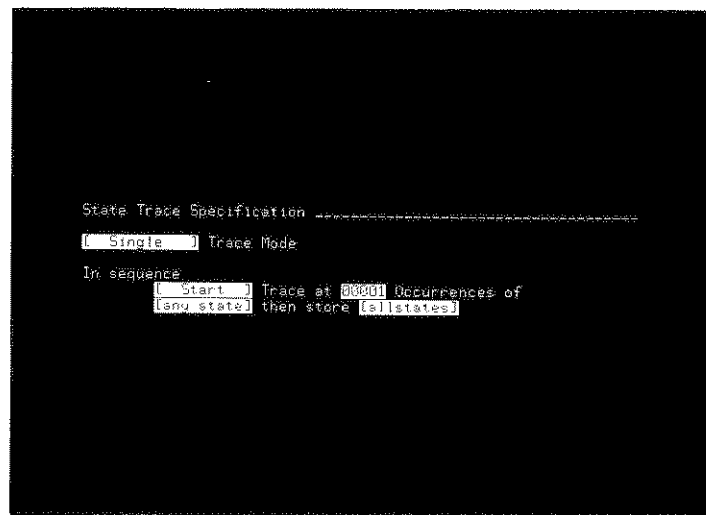 State Trace Specification
[ Single ] Trace Mode
In sequence
[ Start ] Trace at 00001 Occurrences of
[any state] then store [allstates]